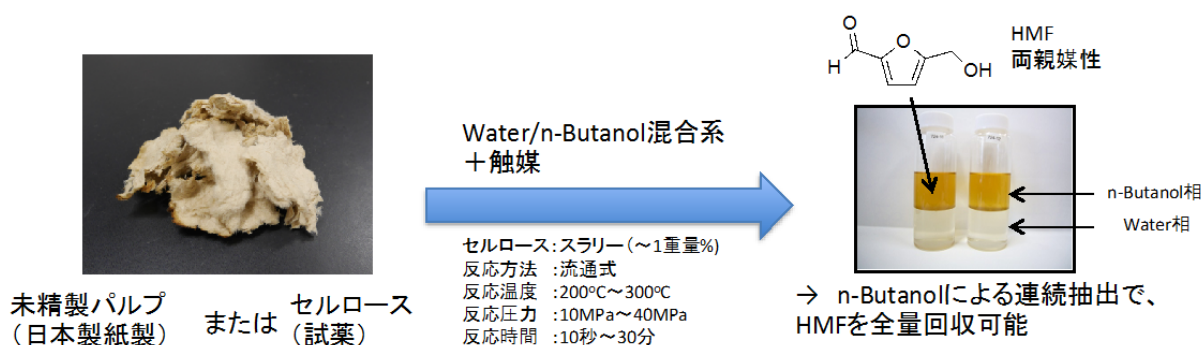 未精製パルプ
（日本製紙製）
または
セルロース
（試薬）
Water/n-Butanol混合系
＋触媒
セルロース：スラリー（～1重量%）
反応方法 ：流通式
反応温度 ：200℃～300℃
反応圧力 ：10MPa～40MPa
反応時間 ：10秒～30分
O
H
O
OH
HMF
両親媒性
n-Butanol相
Water相
→ n-Butanolによる連続抽出で、
HMFを全量回収可能